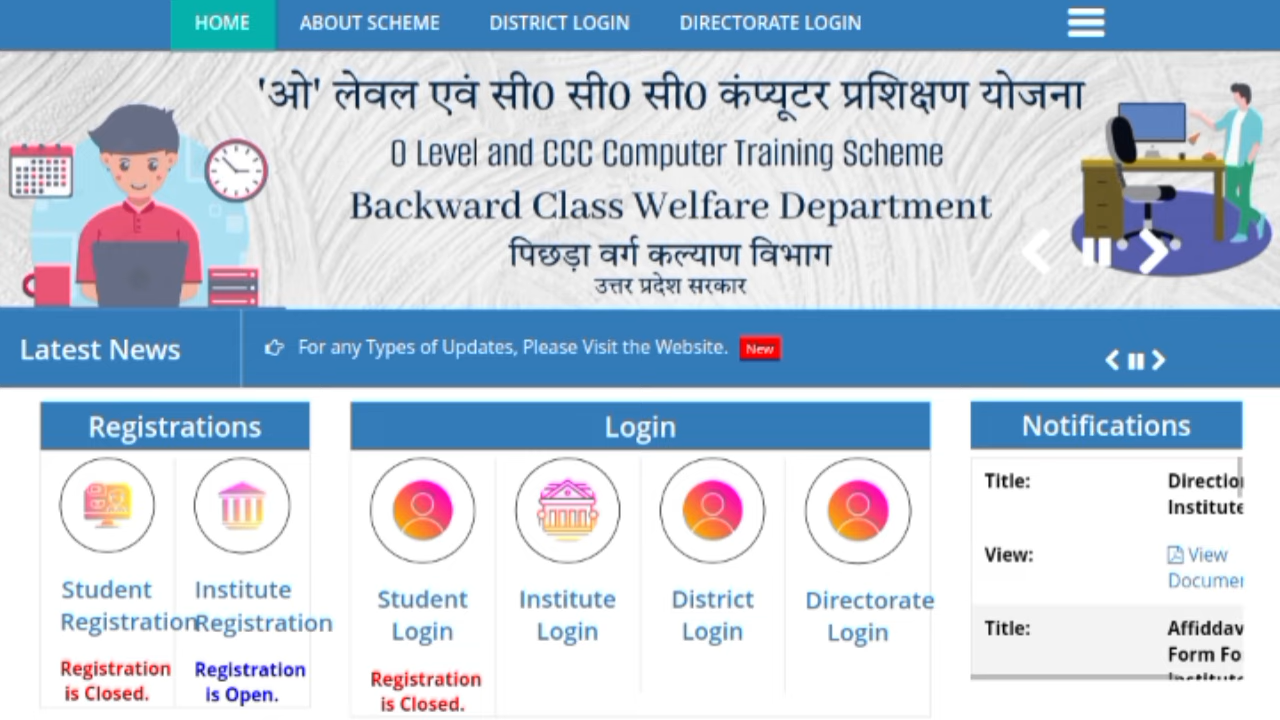 HOME ABOUT SCHEME DISTRICT LOGIN DIRECTORATE LOGIN
'ओ' लेवल एवं सी0 सी0 सी0 कंप्यूटर प्रशिक्षण योजना
O Level and CCC Computer Training Scheme
Backward Class Welfare Department
पिछड़ा वर्ग कल्याण विभाग
उत्तर प्रदेश सरकार
Latest News
For any Types of Updates, Please Visit the Website. New
Registrations
Student
Registration
Registration
is Closed.
Institute
Registration
Registration
is Open.
Login
Student
Login
Registration
is Closed.
Institute
Login
District
Login
Directorate
Login
Notifications
Title:
Institute
View:
View
Title:
Form Fo